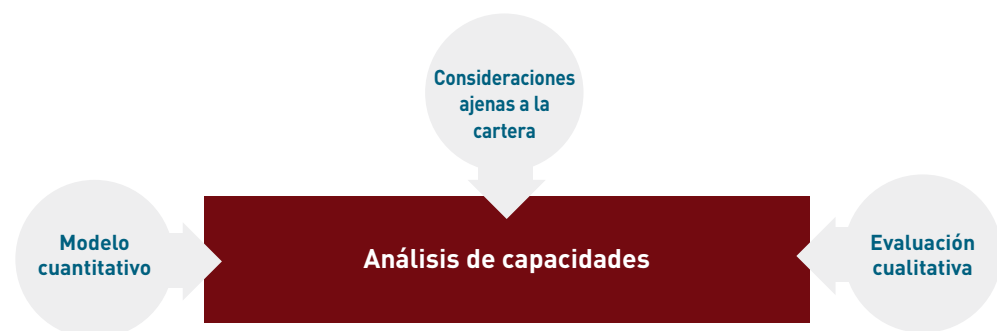 Consideraciones
ajenas a la
cartera
Modelo
cuantitativo
Análisis de capacidades
Evaluación
cualitativa